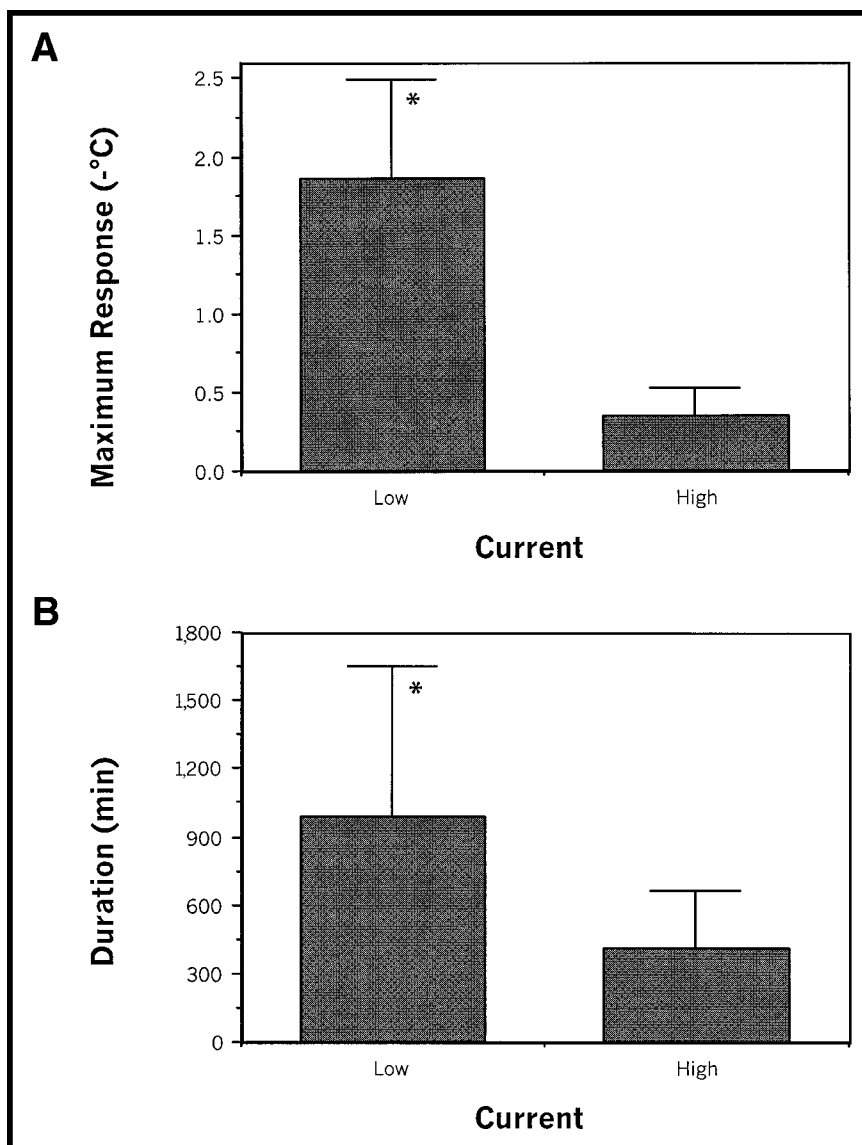 A
Maximum Response (-°C)
2.5
2.0
1.5
1.0
0.5
0.0
*
Low
High
Current
B
Duration (min)
1,800
1,500
1,200
900
600
300
0
*
Low
High
Current